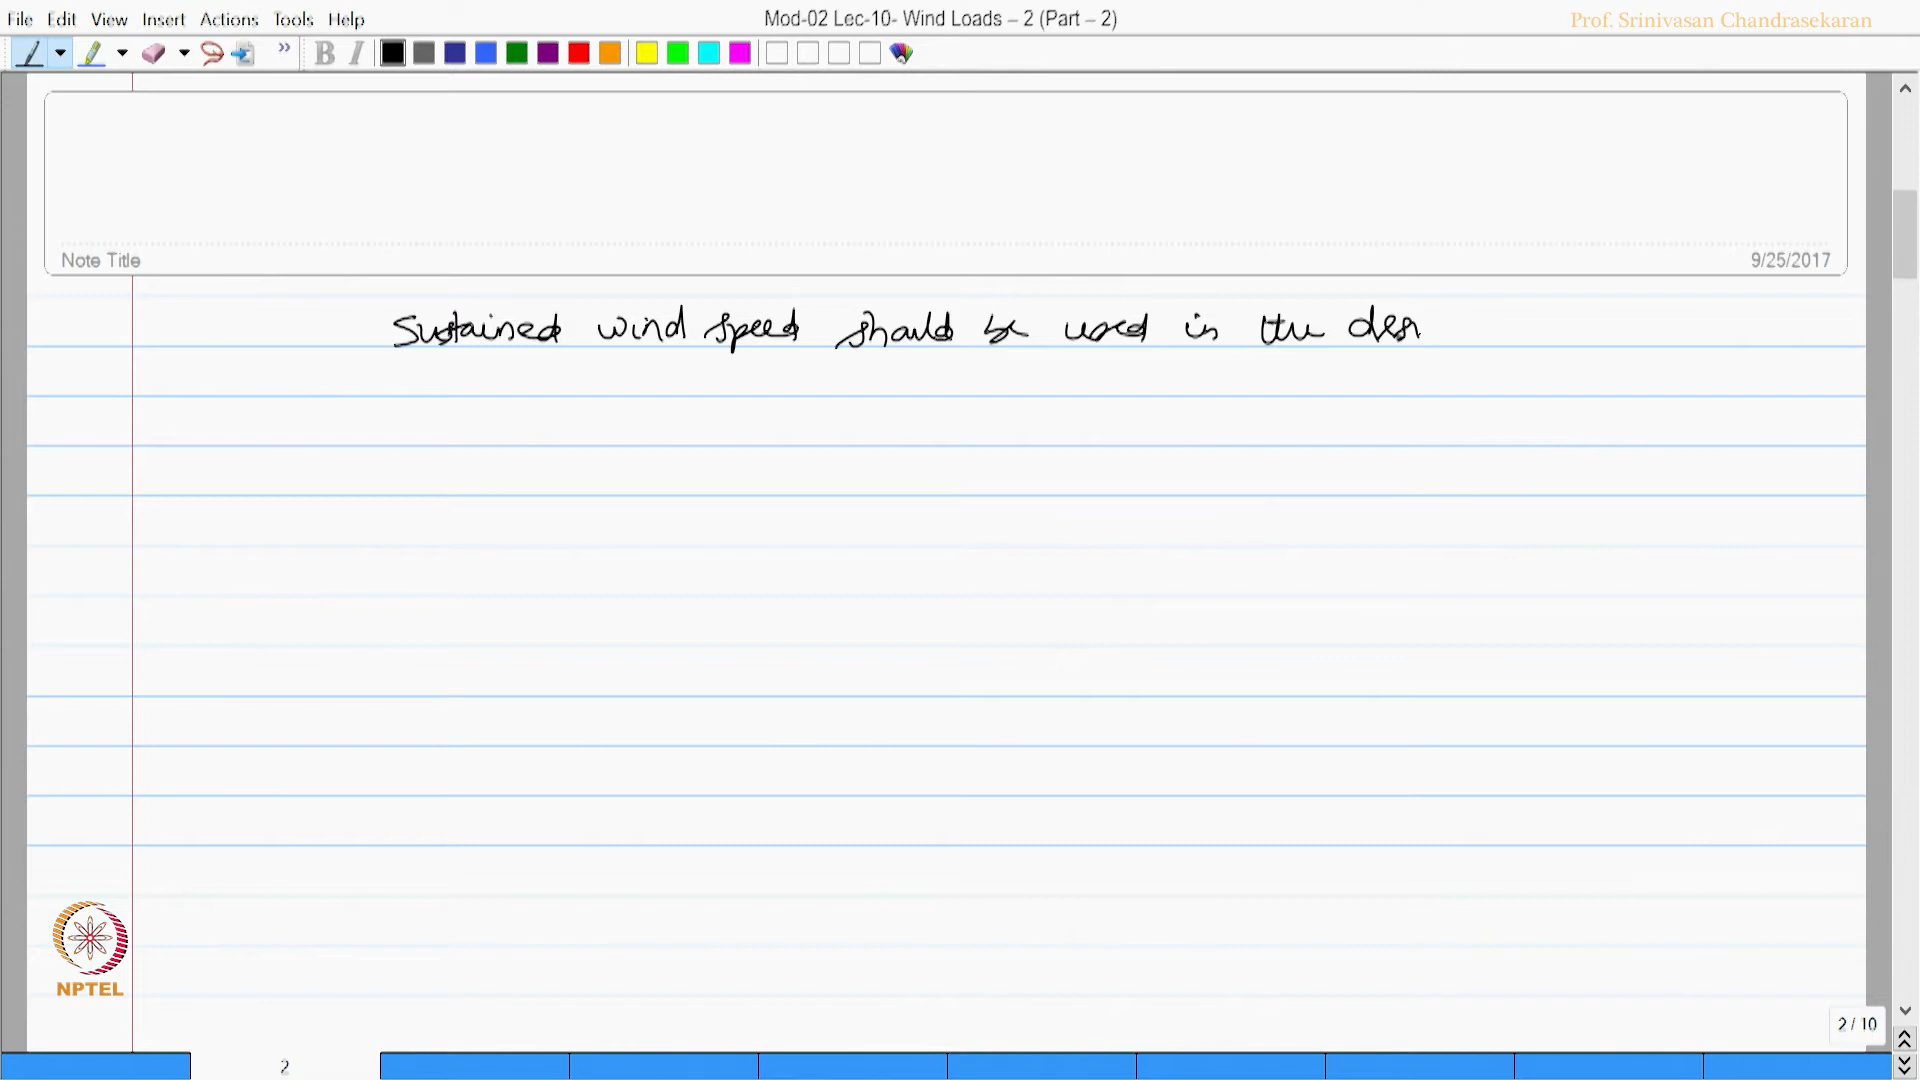 File Edit View Insert Actions Tools Help
Mod-02 Lec-10- Wind Loads – 2 (Part – 2)
Prof. Srinivasan Chandrasekaran
B I
Note Title
9/25/2017
Sustained wind speed should be used in the desn
NPTEL
2 / 10
2